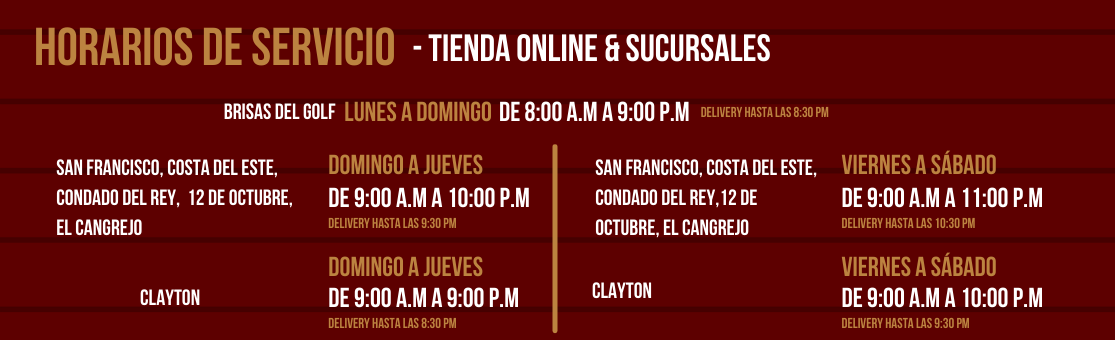 HORARIOS DE SERVICIO - TIENDA ONLINE & SUCURSALES
BRISAS DEL GOLF LUNES A DOMINGO DE 8:00 A.M A 9:00 P.M DELIVERY HASTA LAS 8:30 PM
SAN FRANCISCO, COSTA DEL ESTE,
CONDADO DEL REY, 12 DE OCTUBRE,
EL CANGREJO
DOMINGO A JUEVES
DE 9:00 A.M A 10:00 P.M
DELIVERY HASTA LAS 9:30 PM
CLAYTON
DOMINGO A JUEVES
DE 9:00 A.M A 9:00 P.M
DELIVERY HASTA LAS 8:30 PM
SAN FRANCISCO, COSTA DEL ESTE,
CONDADO DEL REY,12 DE
OCTUBRE, EL CANGREJO
VIERNES A SÁBADO
DE 9:00 A.M A 11:00 P.M
DELIVERY HASTA LAS 10:30 PM
CLAYTON
VIERNES A SÁBADO
DE 9:00 A.M A 10:00 P.M
DELIVERY HASTA LAS 9:30 PM